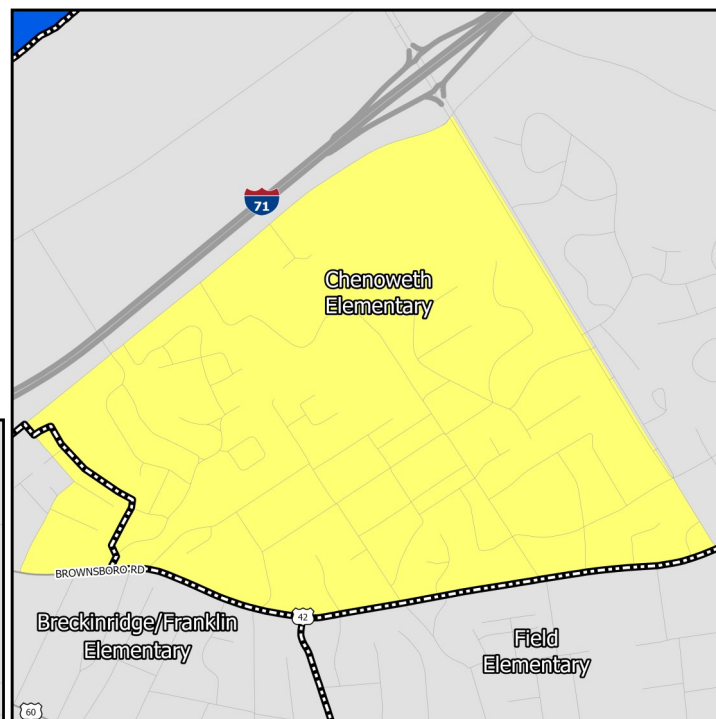 71
Chenoweth
Elementary
BROWNSBORO RD
42
Breckinridge/Franklin
Elementary
Field
Elementary
60